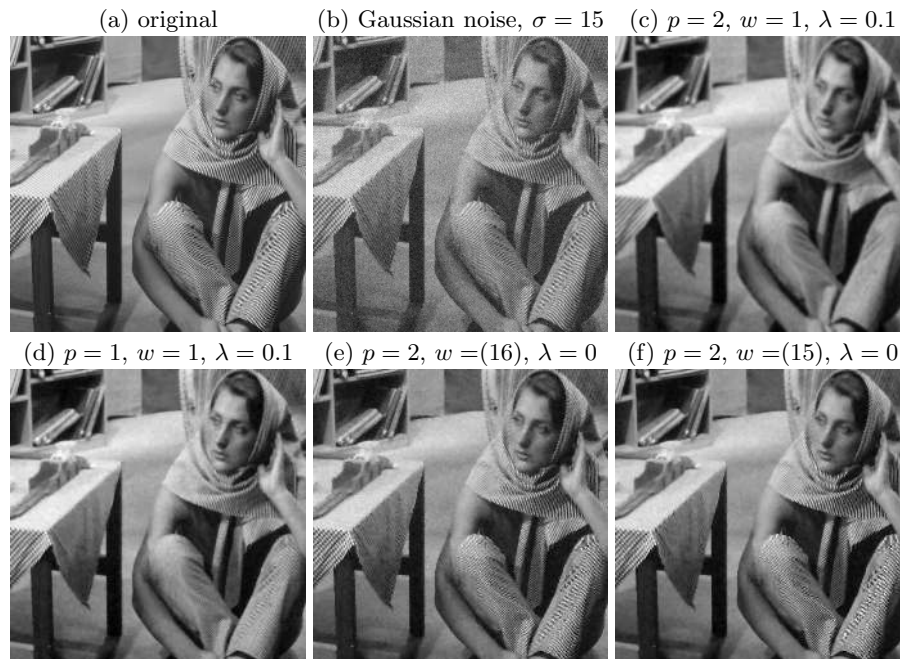 (a) original
(b) Gaussian noise, σ = 15
(c) p = 2, w = 1, λ = 0.1
(d) p = 1, w = 1, λ = 0.1
(e) p = 2, w =(16), λ = 0
(f) p = 2, w =(15), λ = 0